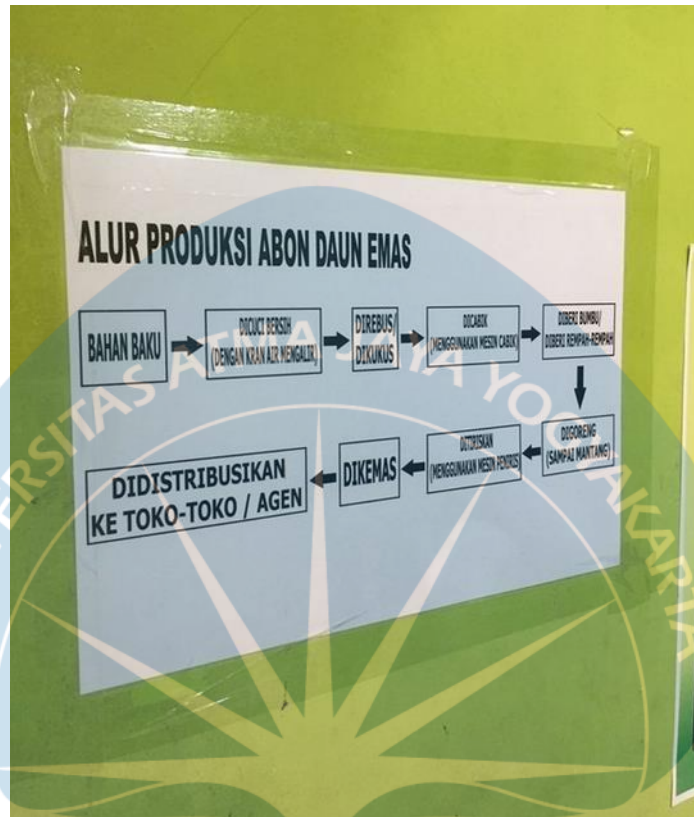 ALUR PRODUKSI ABON DAUN EMAS
BAHAN BAKU
DICUCI BERSIH
(DENGAN KRAN AIR MENGALIR)
DIREBUS/
DIKUKUS
DICABIK
(MENGGUNAKAN MESIN CABIK)
DIBERI BUMBU/
DIBERI REMPAH-REMPAH
DIGORENG
(SAMPAI MANTANG)
DITIRISKAN
(MENGGUNAKAN MESIN PENIRIS)
DIKEMAS
DIDISTRIBUSIKAN
KE TOKO-TOKO / AGEN
ERSITAS ATMA JAYA YOGYAKARTA